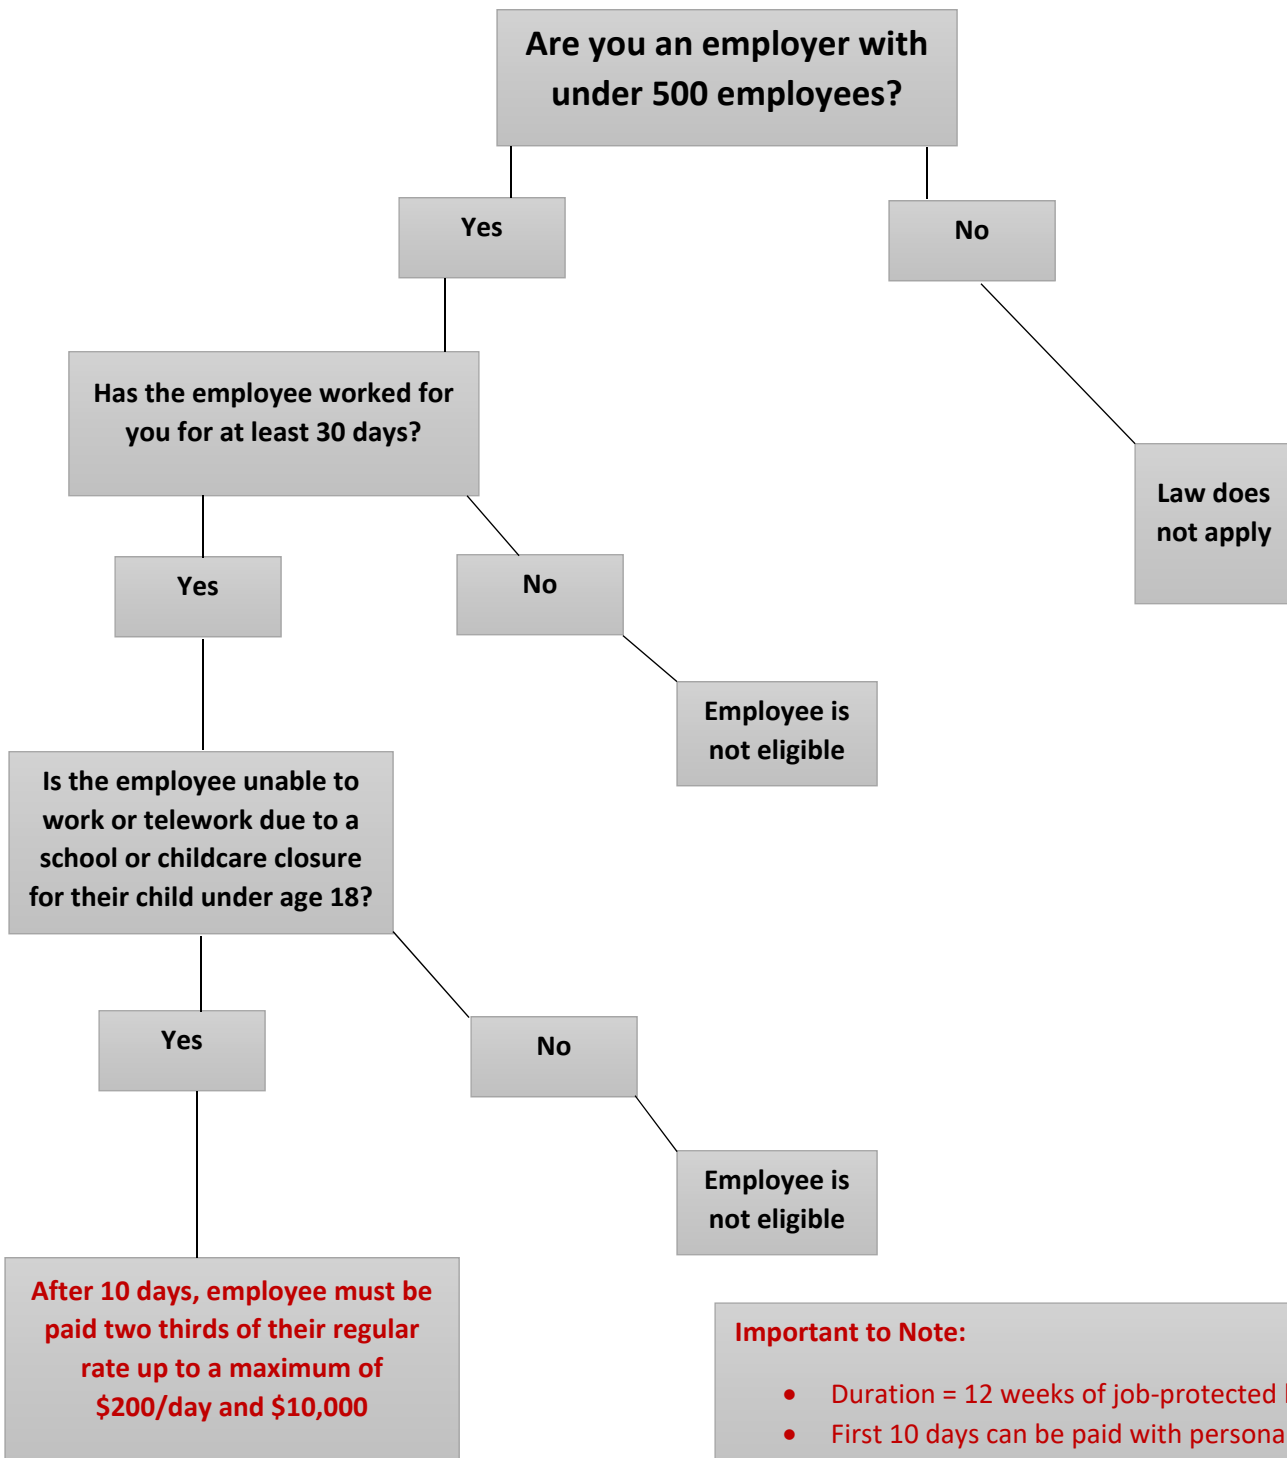 Are you an employer with
under 500 employees?
Yes
No
Has the employee worked for
you for at least 30 days?
Law does
not apply
Yes
No
Employee is
not eligible
Is the employee unable to
work or telework due to a
school or childcare closure
for their child under age 18?
Yes
No
Employee is
not eligible
After 10 days, employee must be
paid two thirds of their regular
rate up to a maximum of
$200/day and $10,000
Important to Note:
• Duration = 12 weeks of job-protected
• First 10 days can be paid with